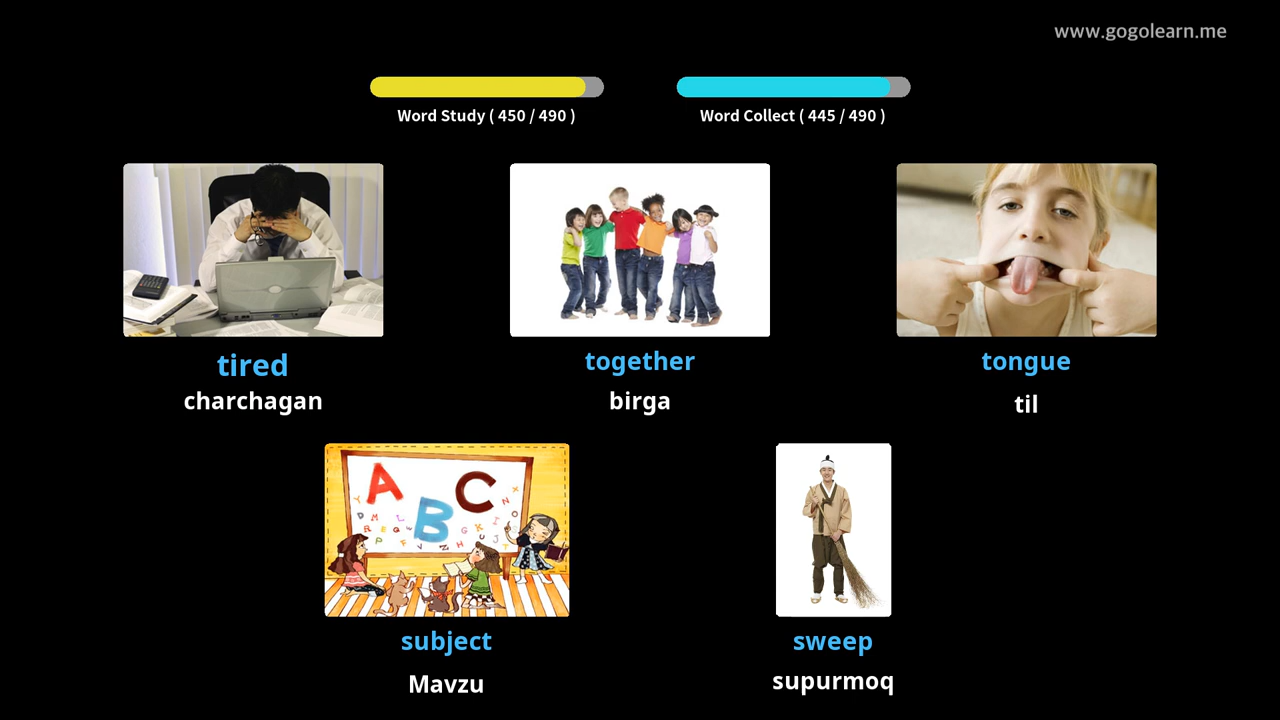 www.gogolearn.me
Word Study ( 450 / 490 )
Word Collect ( 445 / 490 )
tired
charchagan
together
birga
tongue
til
A
B
C
subject
Mavzu
sweep
supurmoq